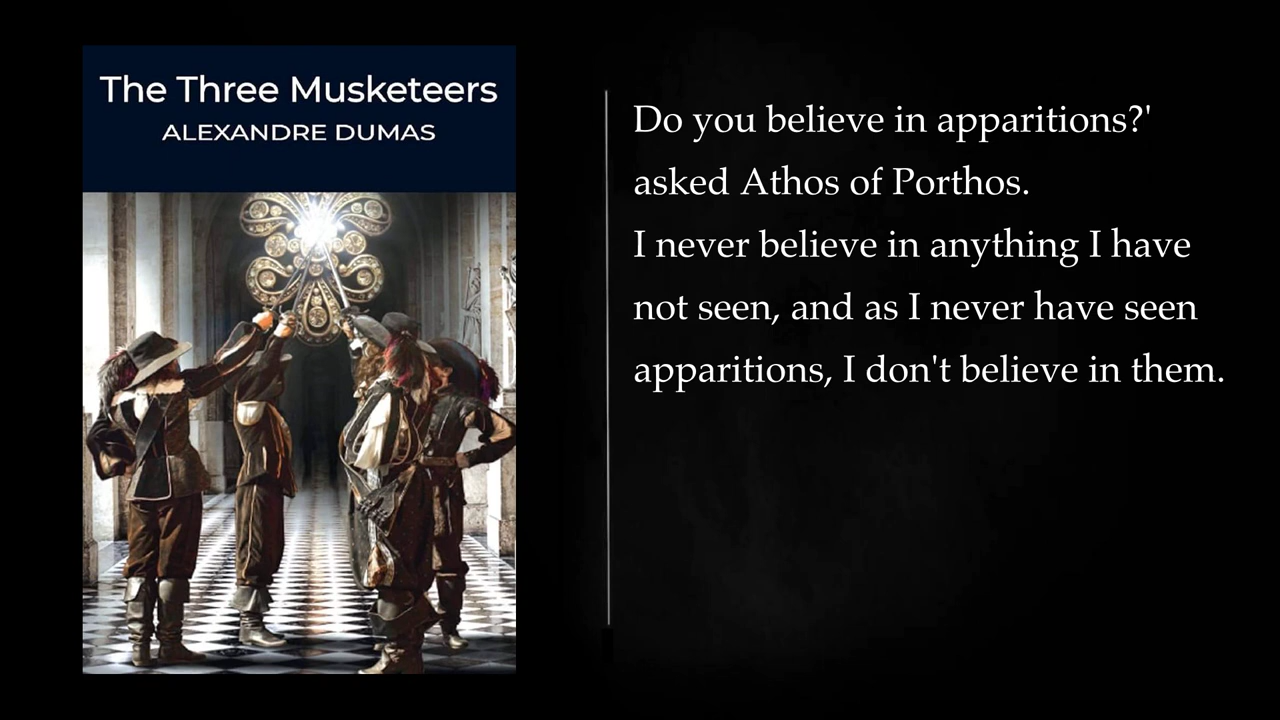 The Three Musketeers
ALEXANDRE DUMAS
Do you believe in apparitions?'
asked Athos of Porthos.
I never believe in anything I have
not seen, and as I never have seen
apparitions, I don't believe in them.